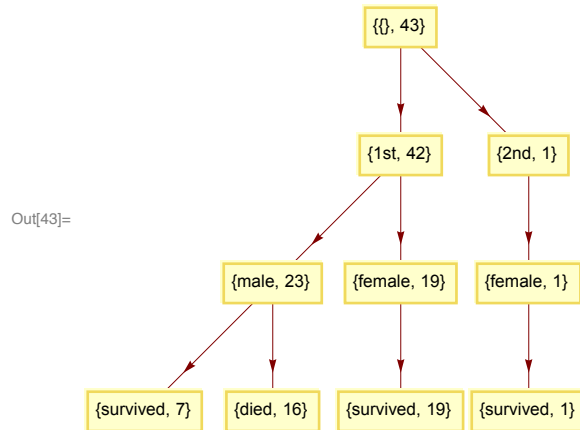 {{}, 43}
{1st, 42} {2nd, 1}
Out[43]=
{male, 23} {female, 19} {female, 1}
{survived, 7} {died, 16} {survived, 19} {survived, 1}